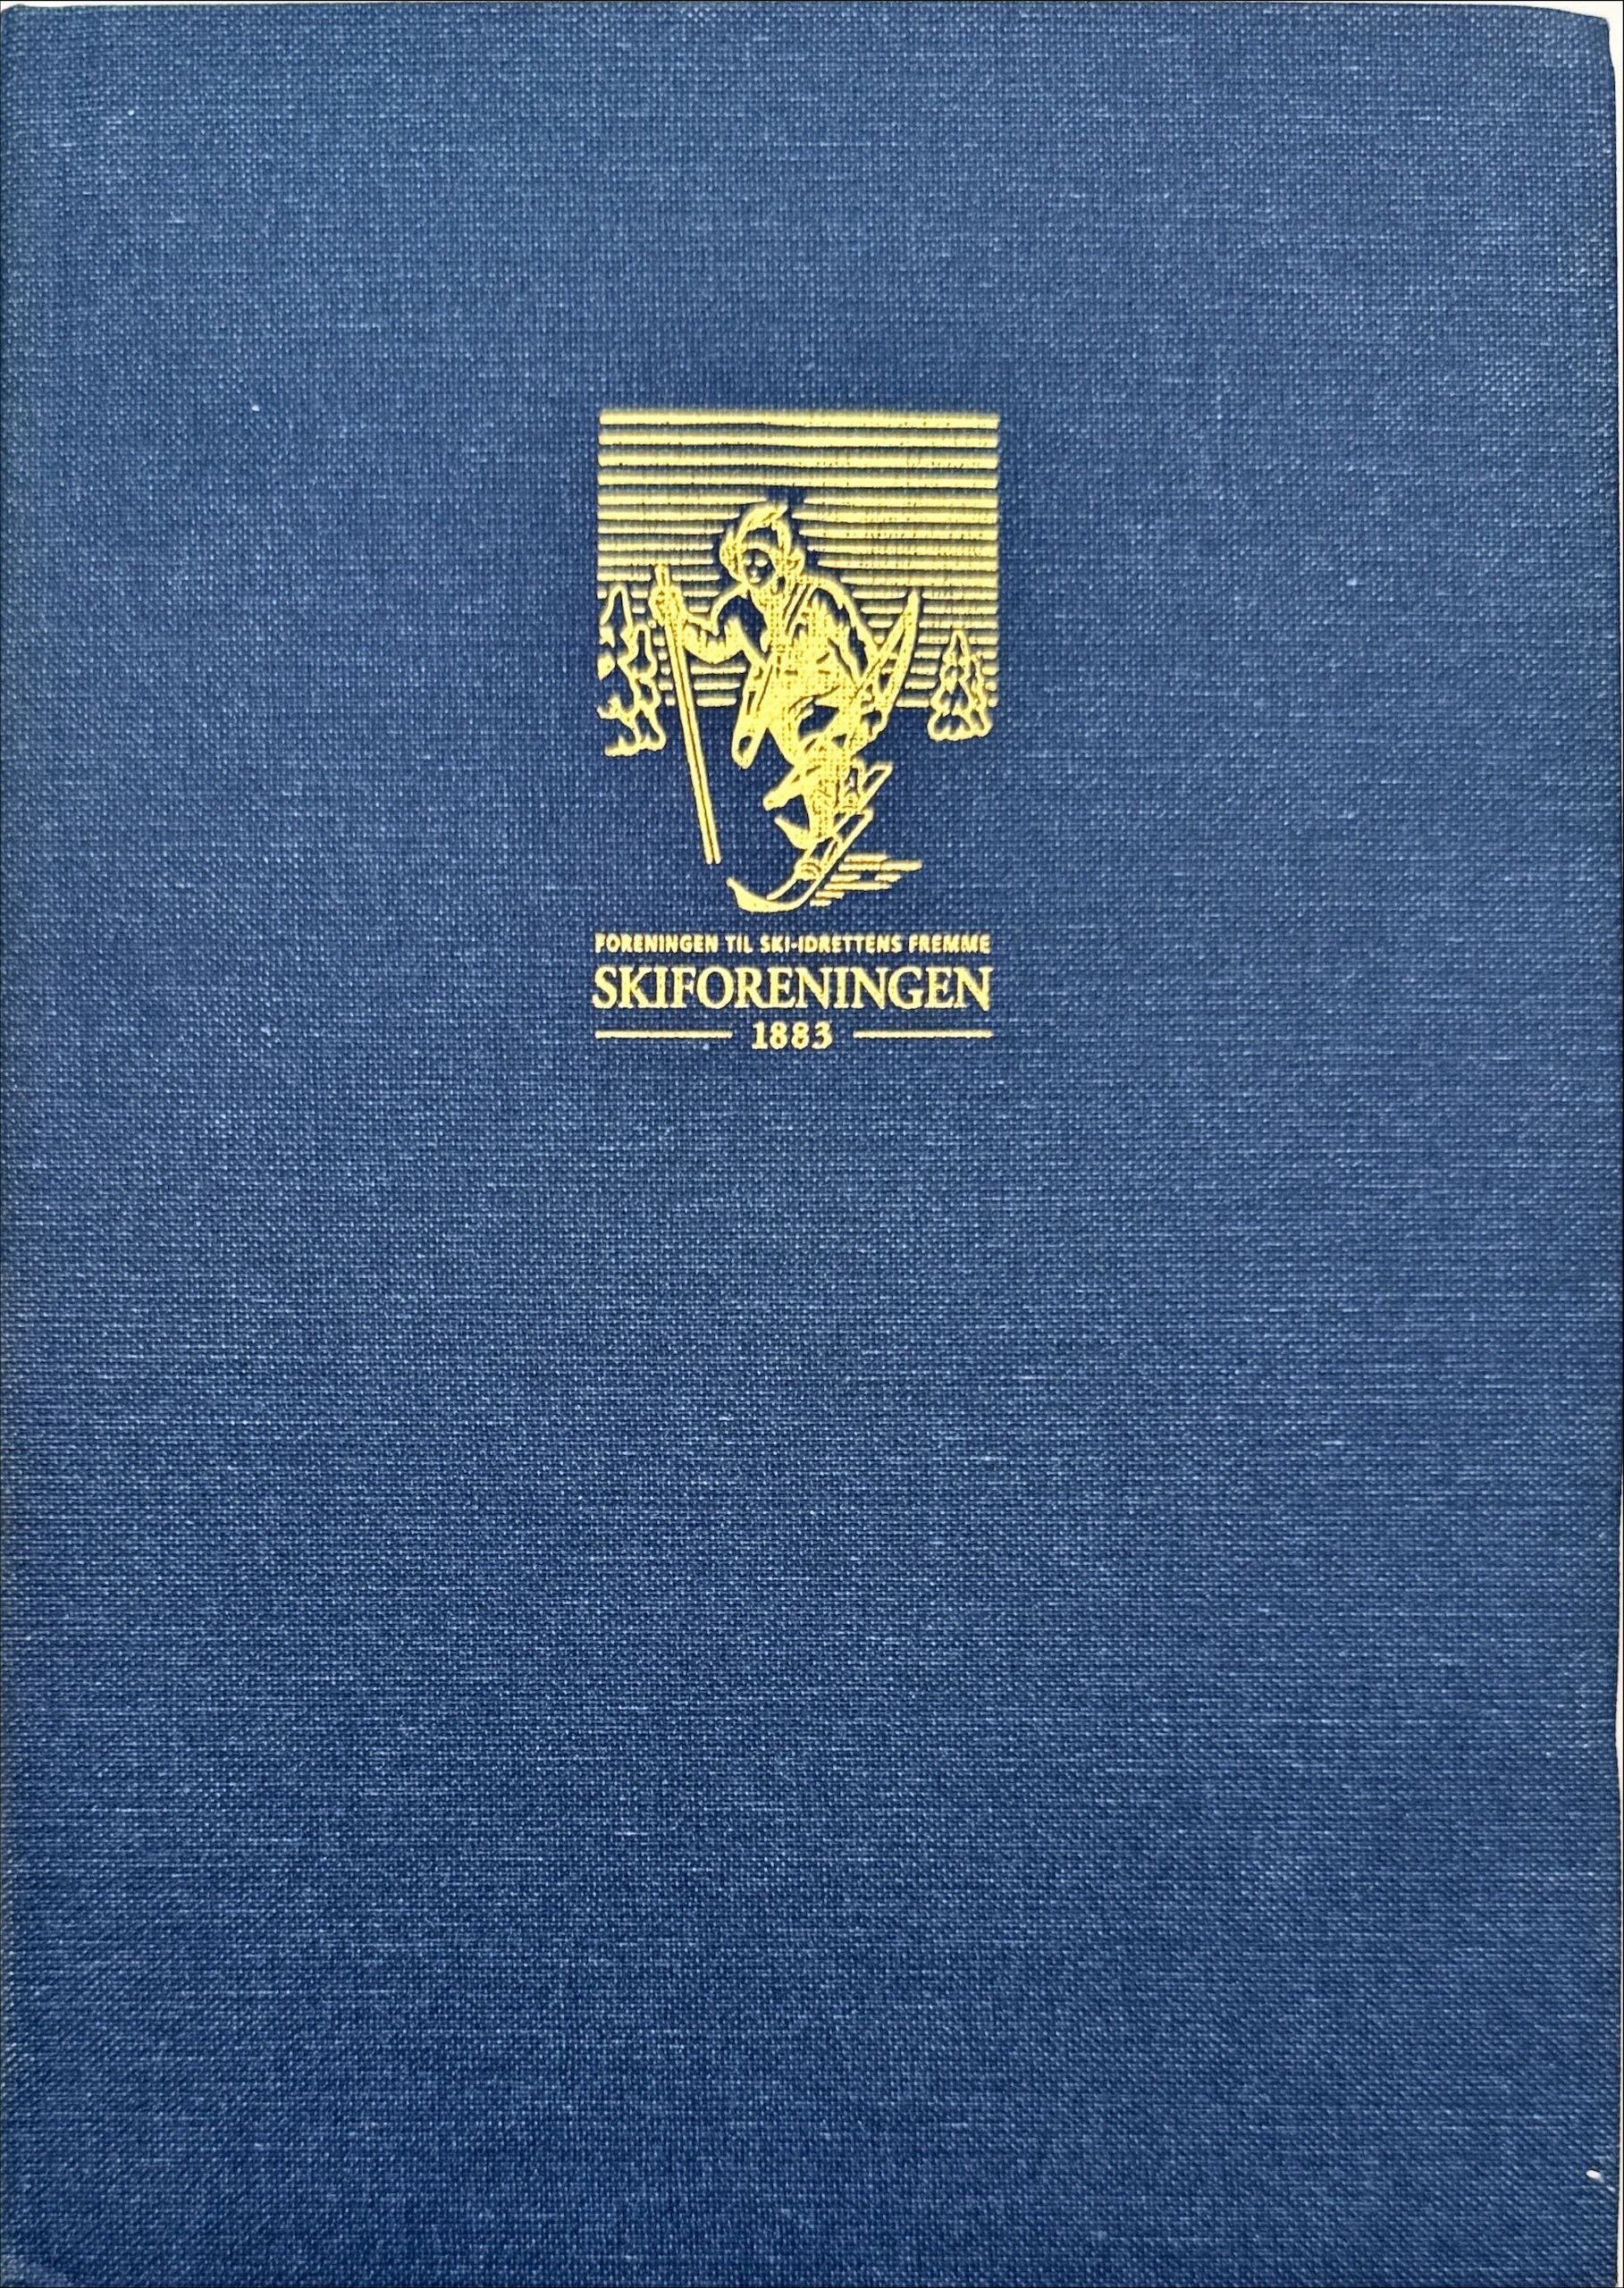 FORENINGEN TIL SKI-IDRETTENS FREMME
SKIFORENINGEN
1883